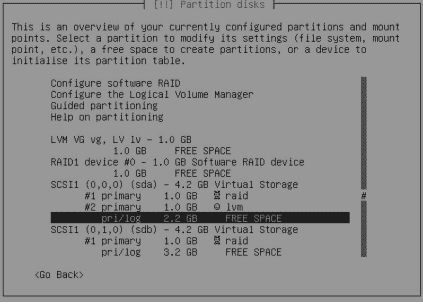 [!!] Partition disks
This is an overview of your currently configured partitions and mount
points. Select a partition to modify its settings (file system, mount
point, etc.), a free space to create partitions, or a device to
initialise its partition table.
Configure software RAID
Configure the Logical Volume Manager
Guided partitioning
Help on partitioning
LVM VG vg, LV lv - 1.0 GB
1.0 GB FREE SPACE
RAID1 device #0 - 1.0 GB Software RAID device
1.0 GB FREE SPACE
SCSI1 (0,0,0) (sda) - 4.2 GB Virtual Storage
#1 primary 1.0 GB raid
#2 primary 1.0 GB lvm
pri/log 2.2 GB FREE SPACE
SCSI1 (0,1,0) (sdb) - 4.2 GB Virtual Storage
#1 primary 1.0 GB raid
pri/log 3.2 GB FREE SPACE
<Go Back>